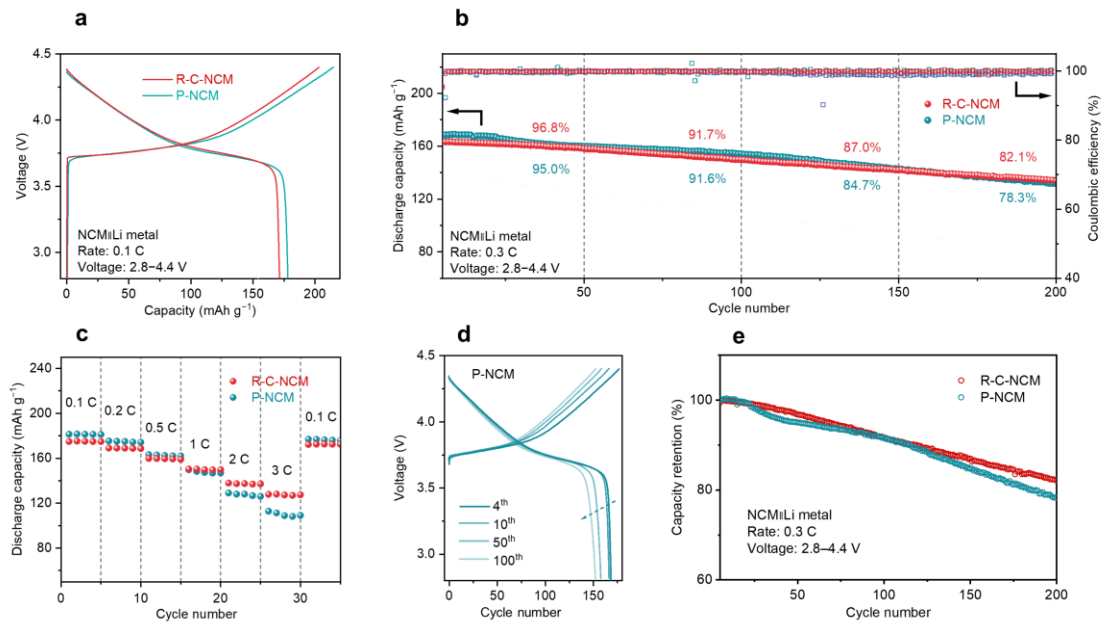 a
4.5
4.0
3.5
3.0
Voltage (V)
R-C-NCM
P-NCM
NCM||Li metal
Rate: 0.1 C
Voltage: 2.8–4.4 V
0 50 100 150 200
Capacity (mAh g⁻¹)
b
240
200
160
120
80
Discharge capacity (mAh g⁻¹)
96.8% 91.7% 87.0% 82.1%
95.0% 91.6% 84.7% 78.3%
R-C-NCM
P-NCM
NCM||Li metal
Rate: 0.3 C
Voltage: 2.8–4.4 V
100
80
60
40
Coulombic efficiency (%)
50 100 150 200
Cycle number
c
240
200
160
120
80
Discharge capacity (mAh g⁻¹)
R-C-NCM
P-NCM
0.1 C 0.2 C 0.5 C 1 C 2 C 3 C 0.1 C
0 10 20 30
Cycle number
d
4.5
4.0
3.5
3.0
Voltage (V)
P-NCM
4th
10th
50th
100th
0 50 100 150
Cycle number
e
100
80
60
Capacity retention (%)
R-C-NCM
P-NCM
NCM||Li metal
Rate: 0.3 C
Voltage: 2.8–4.4 V
50 100 150 200
Cycle number